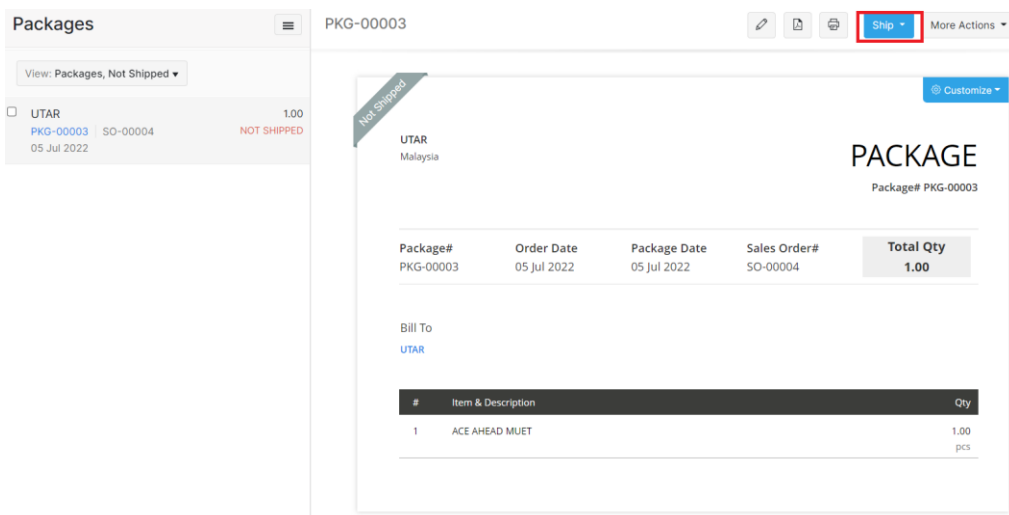 Packages
View: Packages, Not Shipped
UTAR 1.00
PKG-00003 SO-00004 NOT SHIPPED
05 Jul 2022
PKG-00003
Ship
More Actions
Customize
Not Shipped
UTAR
Malaysia
PACKAGE
Package# PKG-00003
Package# Order Date Package Date Sales Order# Total Qty
PKG-00003 05 Jul 2022 05 Jul 2022 SO-00004 1.00
Bill To
UTAR
# Item & Description Qty
1 ACE AHEAD MUET 1.00
pcs